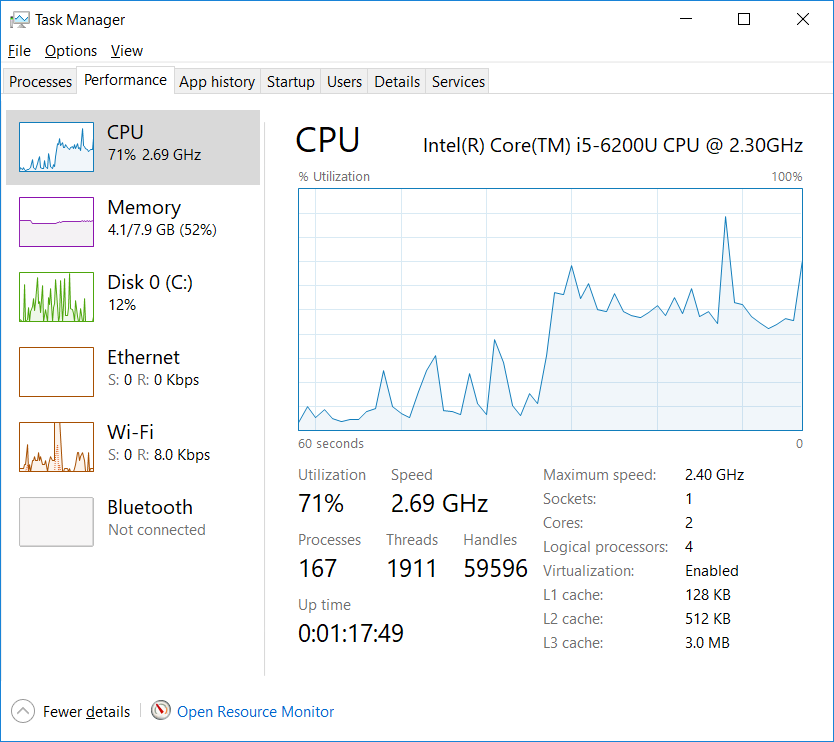 Task Manager
File Options View
Processes Performance App history Startup Users Details Services
CPU
71% 2.69 GHz
Memory
4.1/7.9 GB (52%)
Disk 0 (C:)
12%
Ethernet
S: 0 R: 0 Kbps
Wi-Fi
S: 0 R: 8.0 Kbps
Bluetooth
Not connected
CPU Intel(R) Core(TM) i5-6200U CPU @ 2.30GHz
% Utilization 100%
60 seconds 0
Utilization Speed
71% 2.69 GHz
Processes Threads Handles
167 1911 59596
Up time
0:01:17:49
Maximum speed: 2.40 GHz
Sockets: 1
Cores: 2
Logical processors: 4
Virtualization: Enabled
L1 cache: 128 KB
L2 cache: 512 KB
L3 cache: 3.0 MB
Fewer details Open Resource Monitor